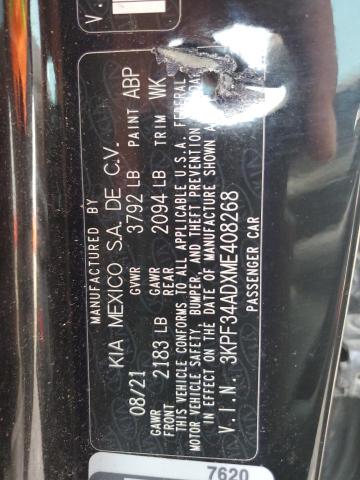 MANUFACTURED BY
KIA MEXICO S.A. DE C.V.
08/21 GVWR 3792 LB PAINT ABP
GAWR FRONT 2183 LB GAWR REAR 2094 LB TRIM WK
THIS VEHICLE CONFORMS TO ALL APPLICABLE U.S.A. FEDERAL
MOTOR VEHICLE SAFETY, BUMPER, AND THEFT PREVENTION
IN EFFECT ON THE DATE OF MANUFACTURE SHOWN
V.I.N. 3KPF34ADXME408268
PASSENGER CAR
V.
7620